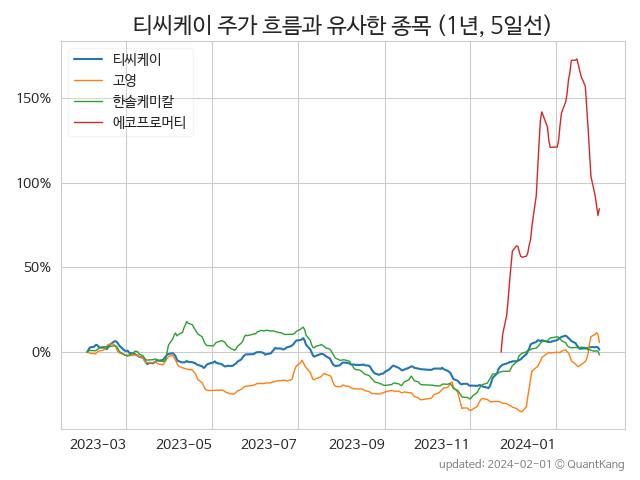 티씨케이 주가 흐름과 유사한 종목 (1년, 5일선)
티씨케이
고영
한솔케미칼
에코프로머티
150%
100%
50%
0%
2023-03 2023-05 2023-07 2023-09 2023-11 2024-01
updated: 2024-02-01 © QuantKang